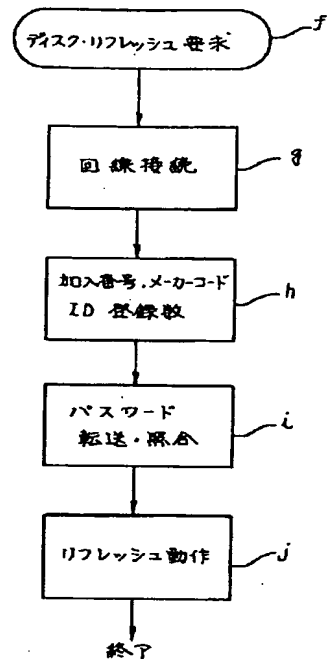 ディスク・リフレッシュ要求
f
回線接続
g
加入番号.メーカーコード
ID 登録数
h
パスワード
転送・照合
i
リフレッシュ動作
j
終了